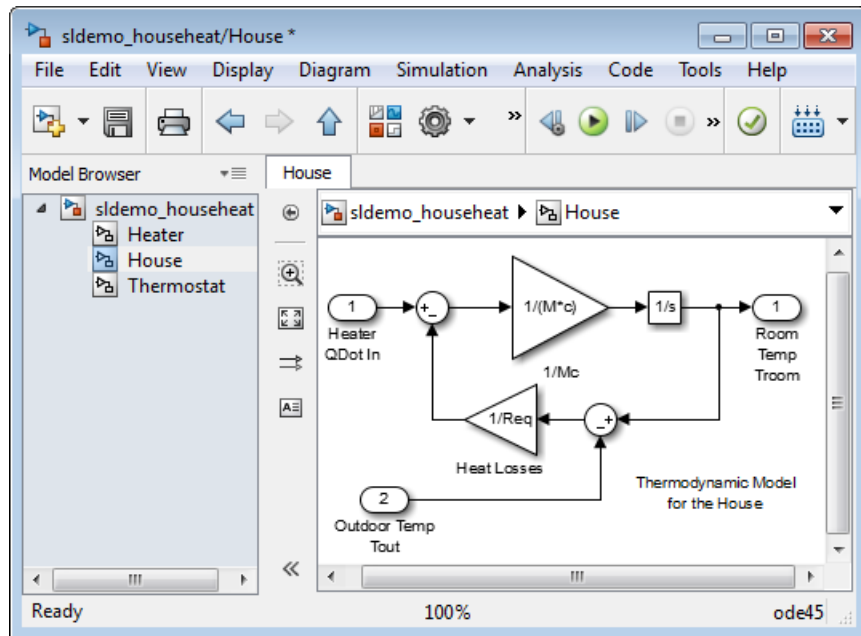 sldemo_househeat/House *
File Edit View Display Diagram Simulation Analysis Code Tools Help
Model Browser
House
sldemo_househeat
Heater
House
Thermostat
sldemo_househeat House
1
Heater
QDot In
+_
1/(M*c)
1/Mc
1/s
1
Room
Temp
Troom
1/Req
Heat Losses
_+
2
Outdoor Temp
Tout
Thermodynamic Model
for the House
Ready 100% ode45